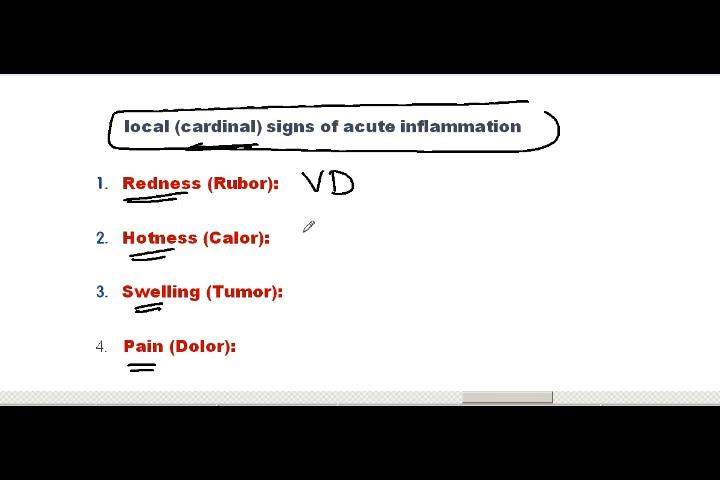 local (cardinal) signs of acute inflammation
1. Redness (Rubor): VD
2. Hotness (Calor):
3. Swelling (Tumor):
4. Pain (Dolor):